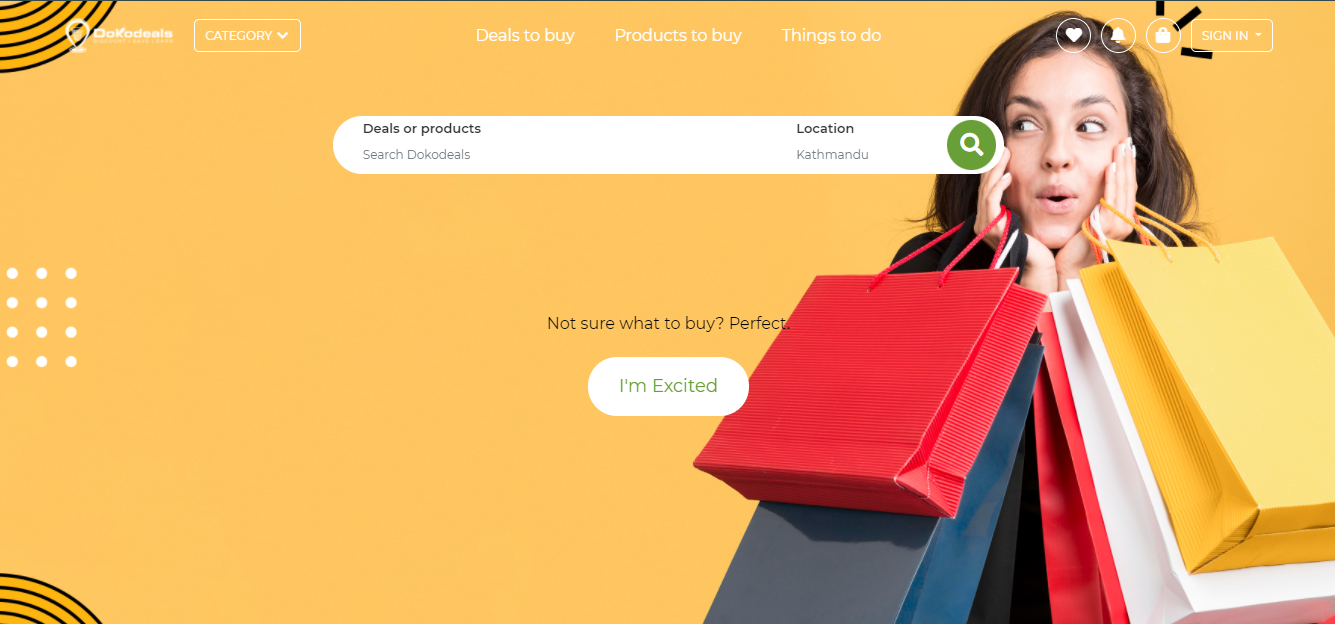 DoKodeals
CATEGORY
Deals to buy
Products to buy
Things to do
SIGN IN
Deals or products
Search Dokodeals
Location
Kathmandu
Not sure what to buy? Perfect.
I'm Excited